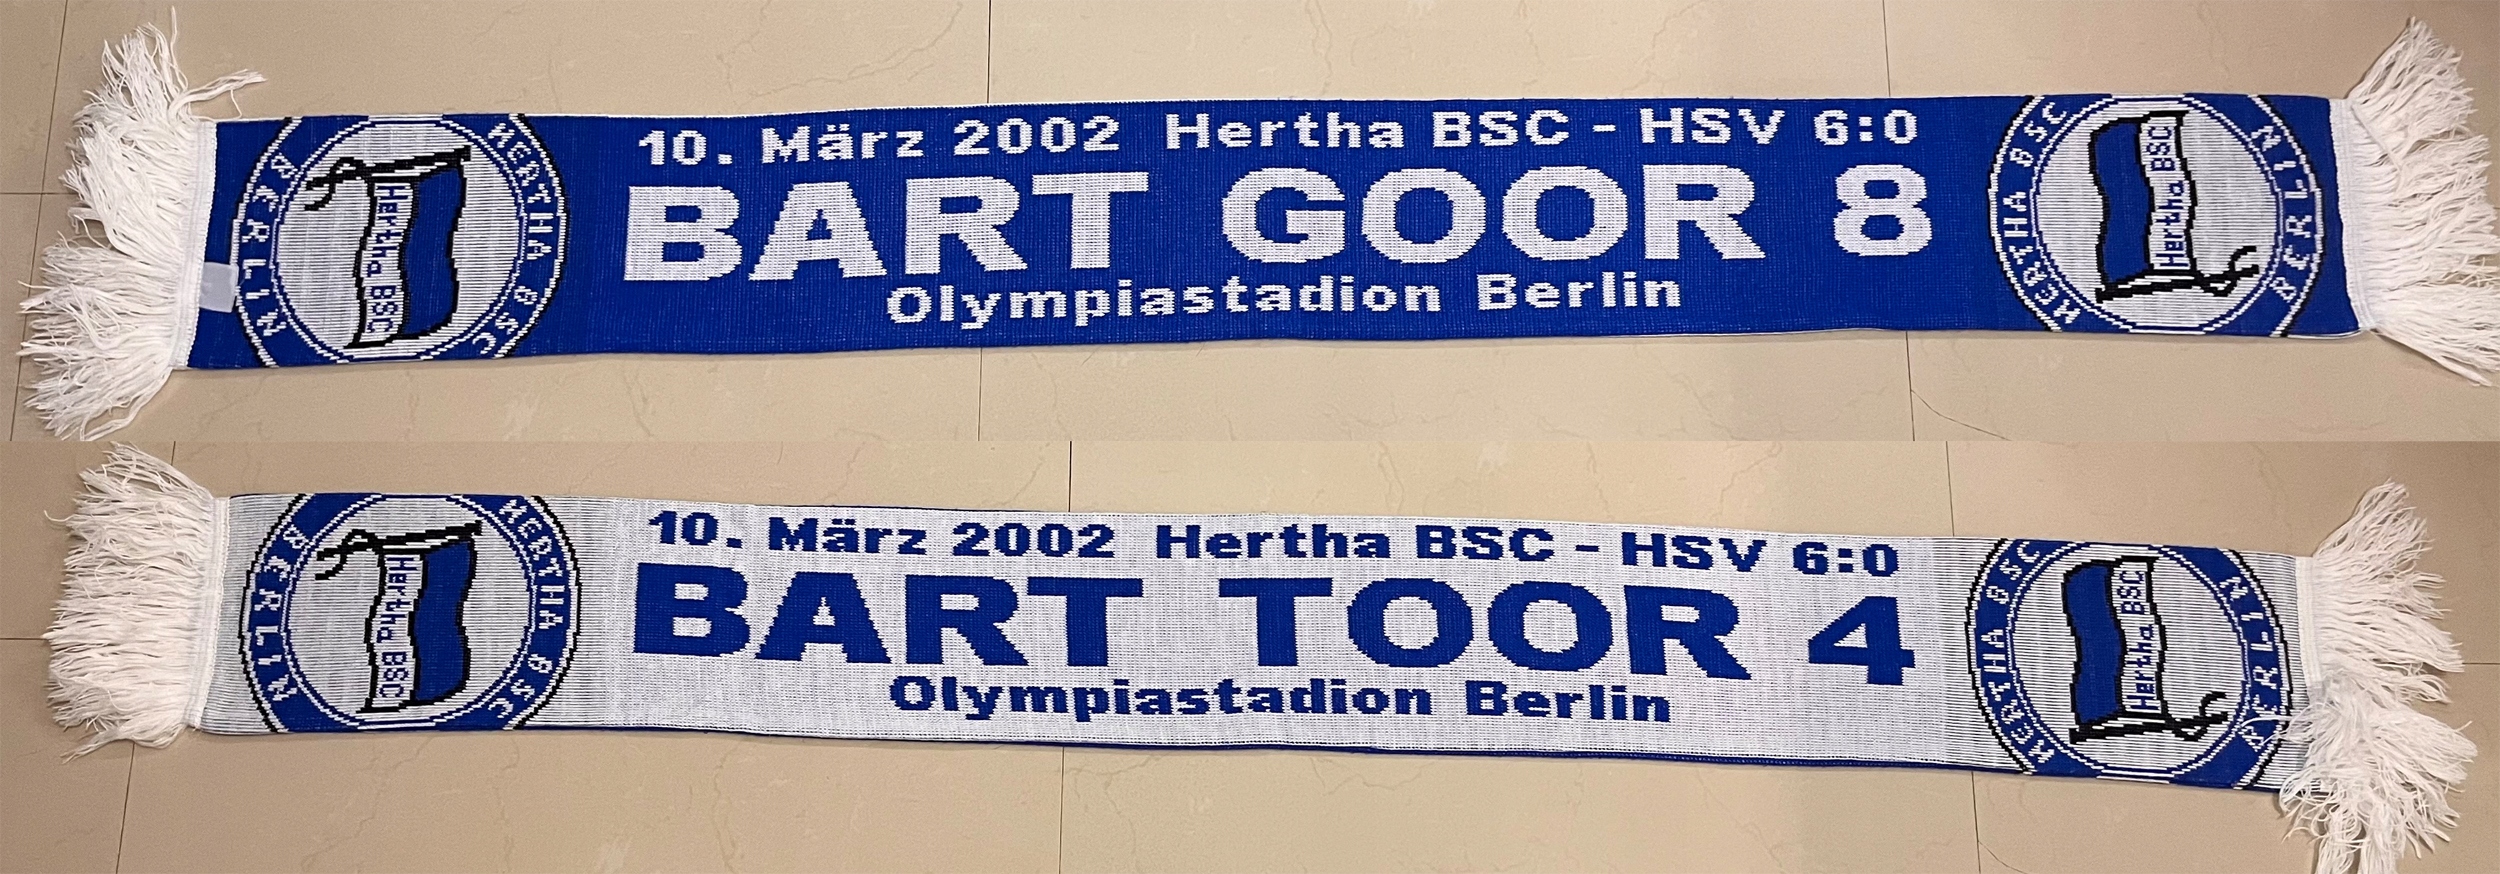 10. März 2002 Hertha BSC - HSV 6:0
BART GOOR 8
Olympiastadion Berlin
HERTHA BSC
BERLIN
Hertha BSC
HERTHA BSC
BERLIN
Hertha BSC
10. März 2002 Hertha BSC - HSV 6:0
BART TOOR 4
Olympiastadion Berlin
HERTHA BSC
BERLIN
Hertha BSC
HERTHA BSC
BERLIN
Hertha BSC